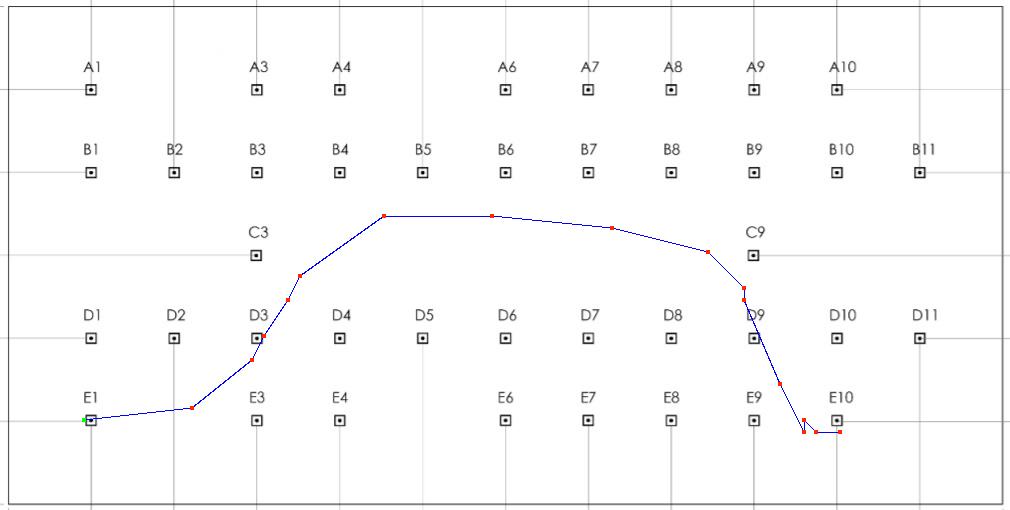 A1 A3 A4 A6 A7 A8 A9 A10
B1 B2 B3 B4 B5 B6 B7 B8 B9 B10 B11
C3 C9
D1 D2 D3 D4 D5 D6 D7 D8 D9 D10 D11
E1 E3 E4 E6 E7 E8 E9 E10